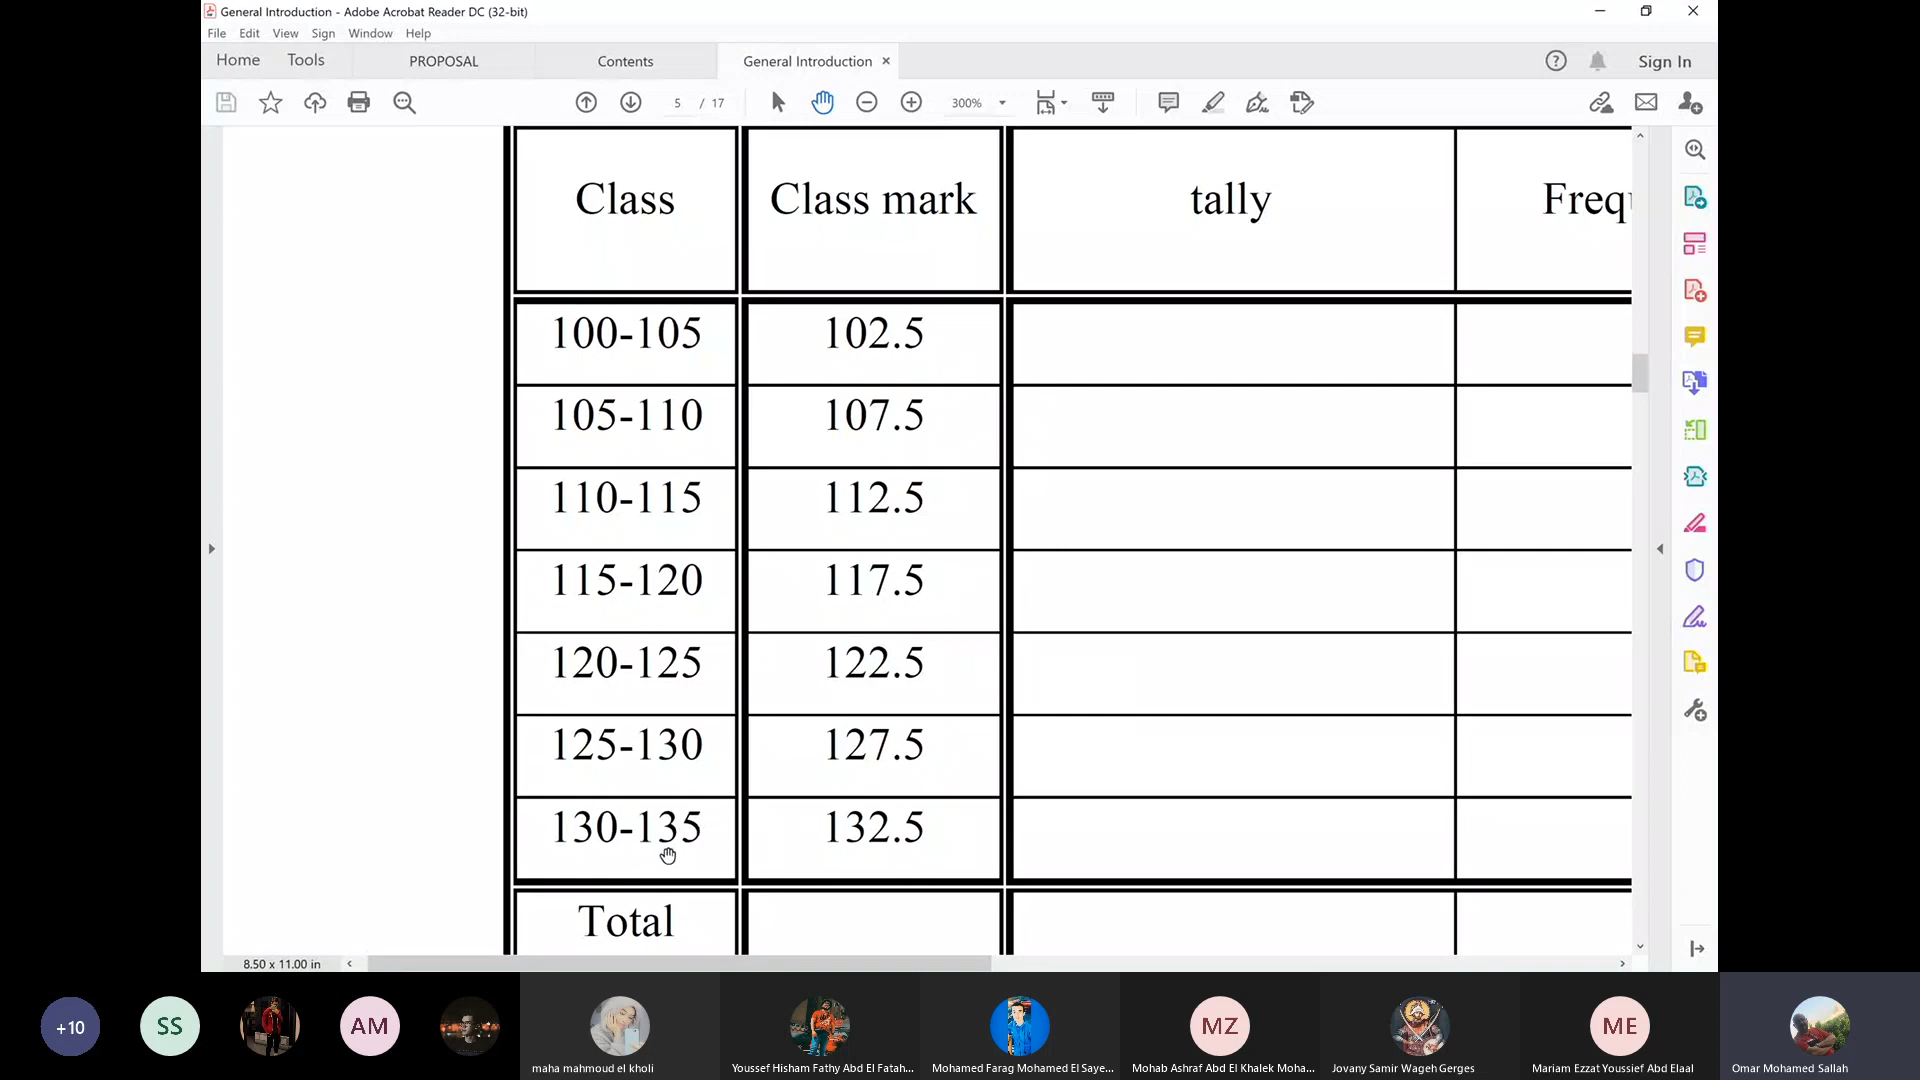 General Introduction - Adobe Acrobat Reader DC (32-bit)
File Edit View Sign Window Help
Home Tools PROPOSAL Contents General Introduction × Sign In
5 / 17 300%
Class Class mark tally Frequ
100-105 102.5
105-110 107.5
110-115 112.5
115-120 117.5
120-125 122.5
125-130 127.5
130-135 132.5
Total
8.50 x 11.00 in
+10 SS AM MZ ME
maha mahmoud el kholi Youssef Hisham Fathy Abd El Fatah... Mohamed Farag Mohamed El Saye... Mohab Ashraf Abd El Khalek Moha... Jovany Samir Wageh Gerges Mariam Ezzat Youssief Abd Elaal Omar Mohamed Sallah